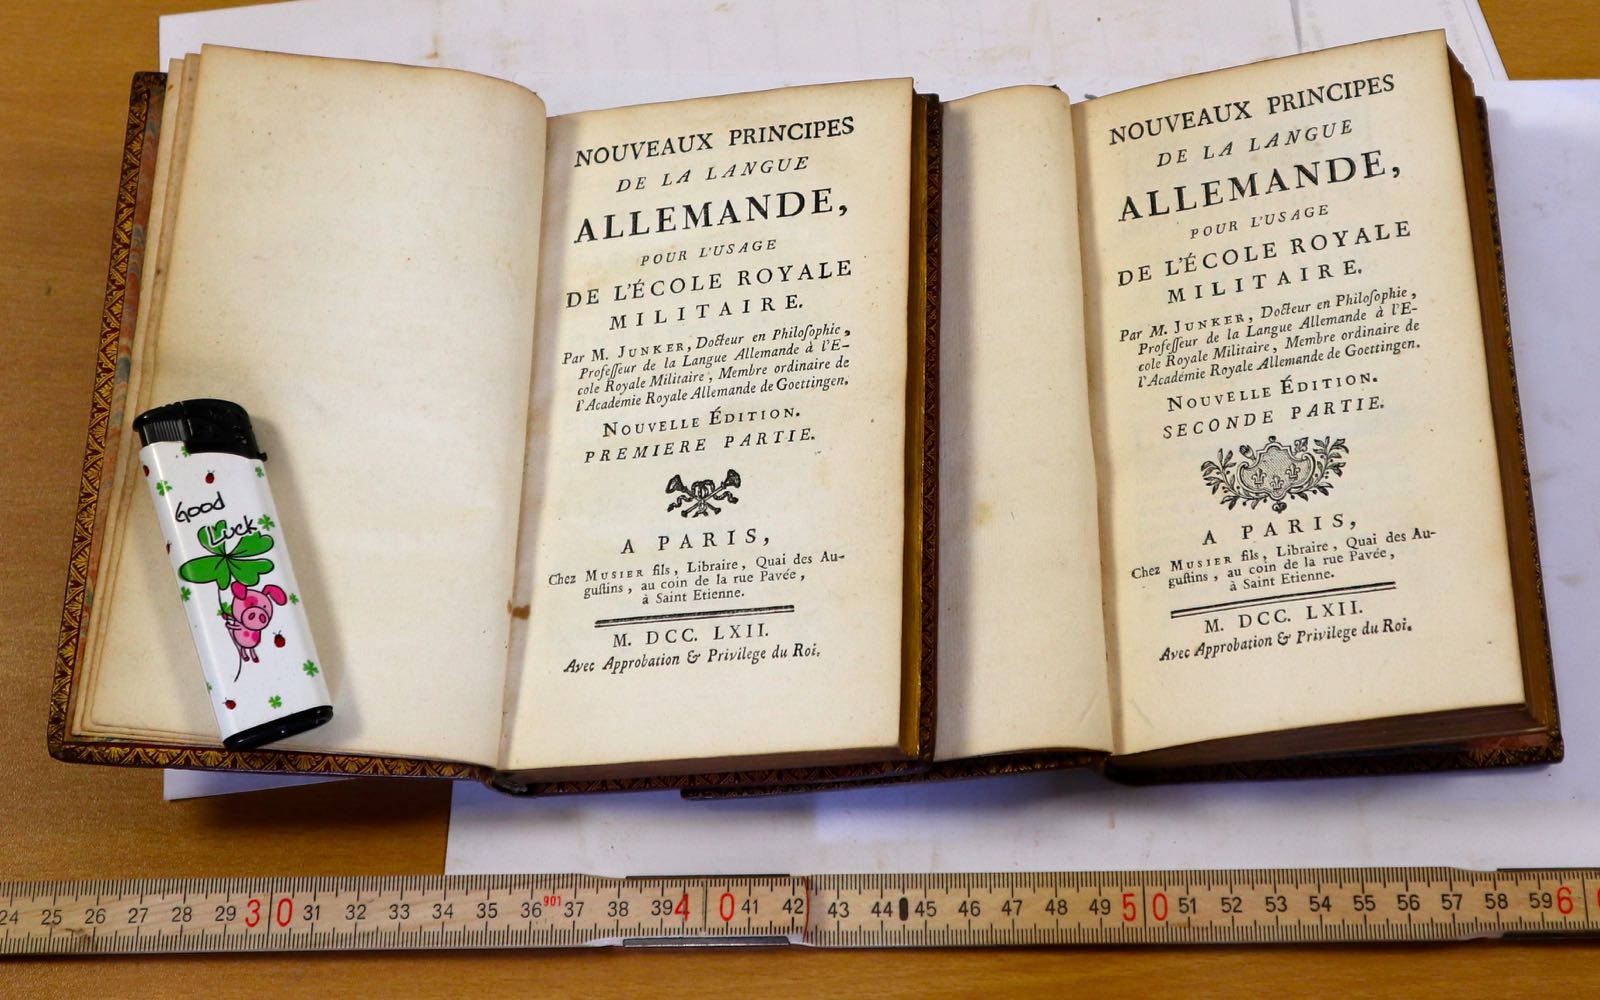 NOUVEAUX PRINCIPES
DE LA LANGUE
ALLEMANDE,
POUR L'USAGE
DE L'ÉCOLE ROYALE
MILITAIRE.
Par M. JUNKER, Docteur en Philoſophie,
Profeſſeur de la Langue Allemande à l'E-
cole Royale Militaire, Membre ordinaire de
l'Académie Royale Allemande de Goettingen.
NOUVELLE ÉDITION.
PREMIERE PARTIE.
A PARIS,
Chez MUSIER fils, Libraire, Quai des Au-
guſtins, au coin de la rue Pavée,
à Saint Etienne.
M. DCC. LXII.
Avec Approbation & Privilege du Roi.
NOUVEAUX PRINCIPES
DE LA LANGUE
ALLEMANDE,
POUR L'USAGE
DE L'ÉCOLE ROYALE
MILITAIRE.
Par M. JUNKER, Docteur en Philoſophie,
Profeſſeur de la Langue Allemande à l'E-
cole Royale Militaire, Membre ordinaire de
l'Académie Royale Allemande de Goettingen.
NOUVELLE ÉDITION.
SECONDE PARTIE.
A PARIS,
Chez MUSIER fils, Libraire, Quai des Au-
guſtins, au coin de la rue Pavée,
à Saint Etienne.
M. DCC. LXII.
Avec Approbation & Privilege du Roi.
Good
Luck
24 25 26 27 28 29 30 31 32 33 34 35 36 901 37 38 39 40 41 42 43 44 45 46 47 48 49 50 51 52 53 54 55 56 57 58 59 60